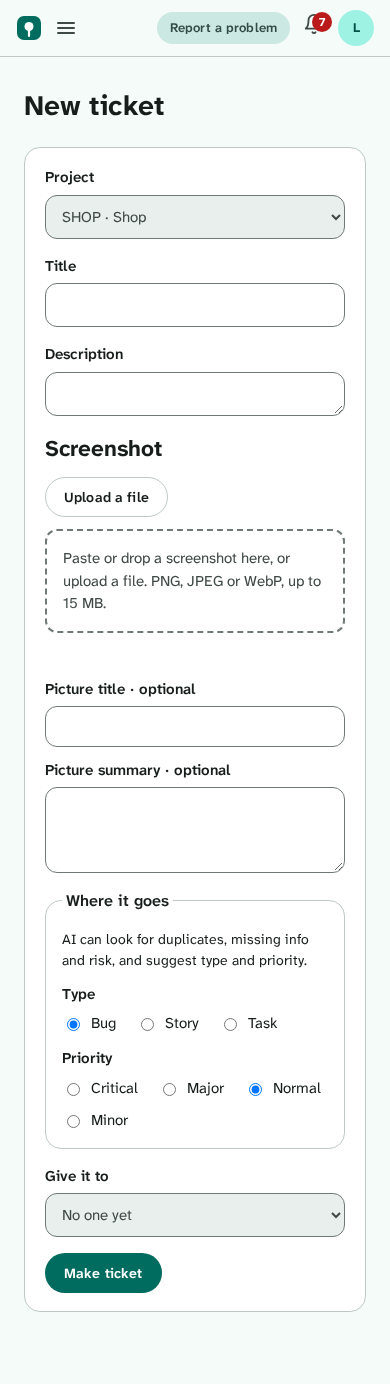 Report a problem
7
L
New ticket
Project
SHOP · Shop
Title
Description
Screenshot
Upload a file
Paste or drop a screenshot here, or
upload a file. PNG, JPEG or WebP, up to
15 MB.
Picture title · optional
Picture summary · optional
Where it goes
AI can look for duplicates, missing info
and risk, and suggest type and priority.
Type
Bug Story Task
Priority
Critical Major Normal
Minor
Give it to
No one yet
Make ticket